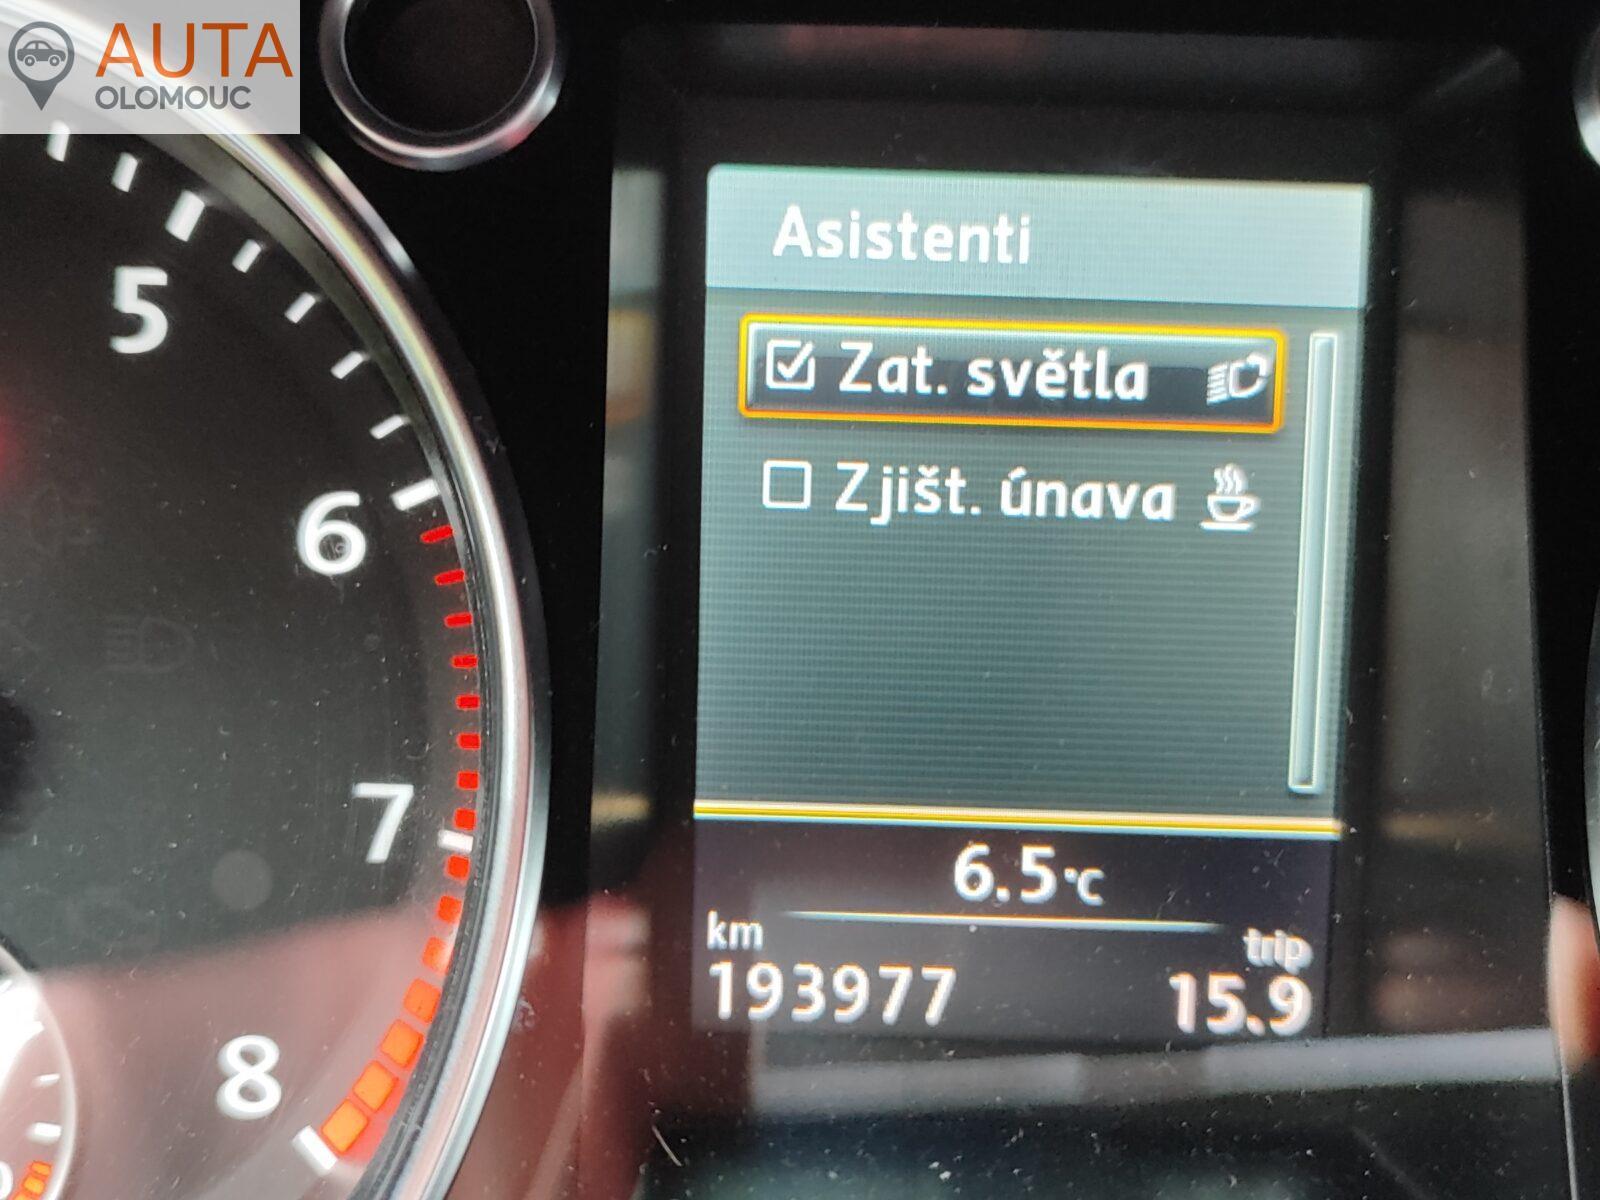 AUTA
OLOMOUC
5
6
7
8
Asistenti
Zat. světla
Zjišt. únava
6.5°C
km
trip
193977
15.9